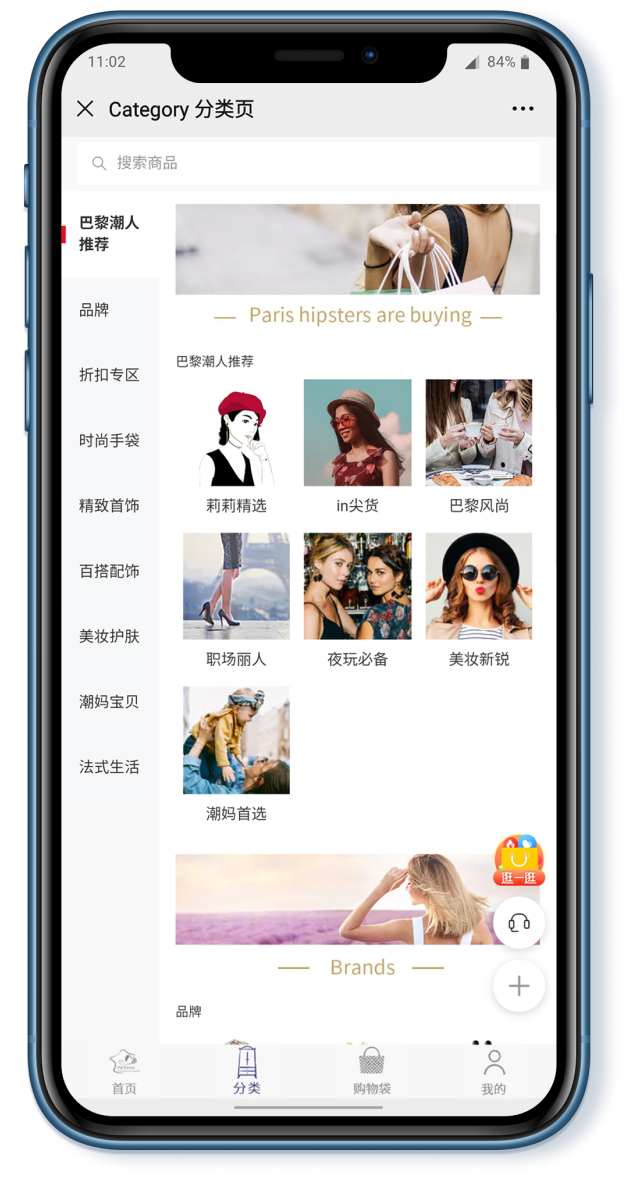 11:02
84%
Category 分类页
搜索商品
巴黎潮人
推荐
品牌
折扣专区
时尚手袋
精致首饰
百搭配饰
美妆护肤
潮妈宝贝
法式生活
Paris hipsters are buying
巴黎潮人推荐
莉莉精选
in尖货
巴黎风尚
职场丽人
夜玩必备
美妆新锐
潮妈首选
逛一逛
Brands
品牌
首页
分类
购物袋
我的